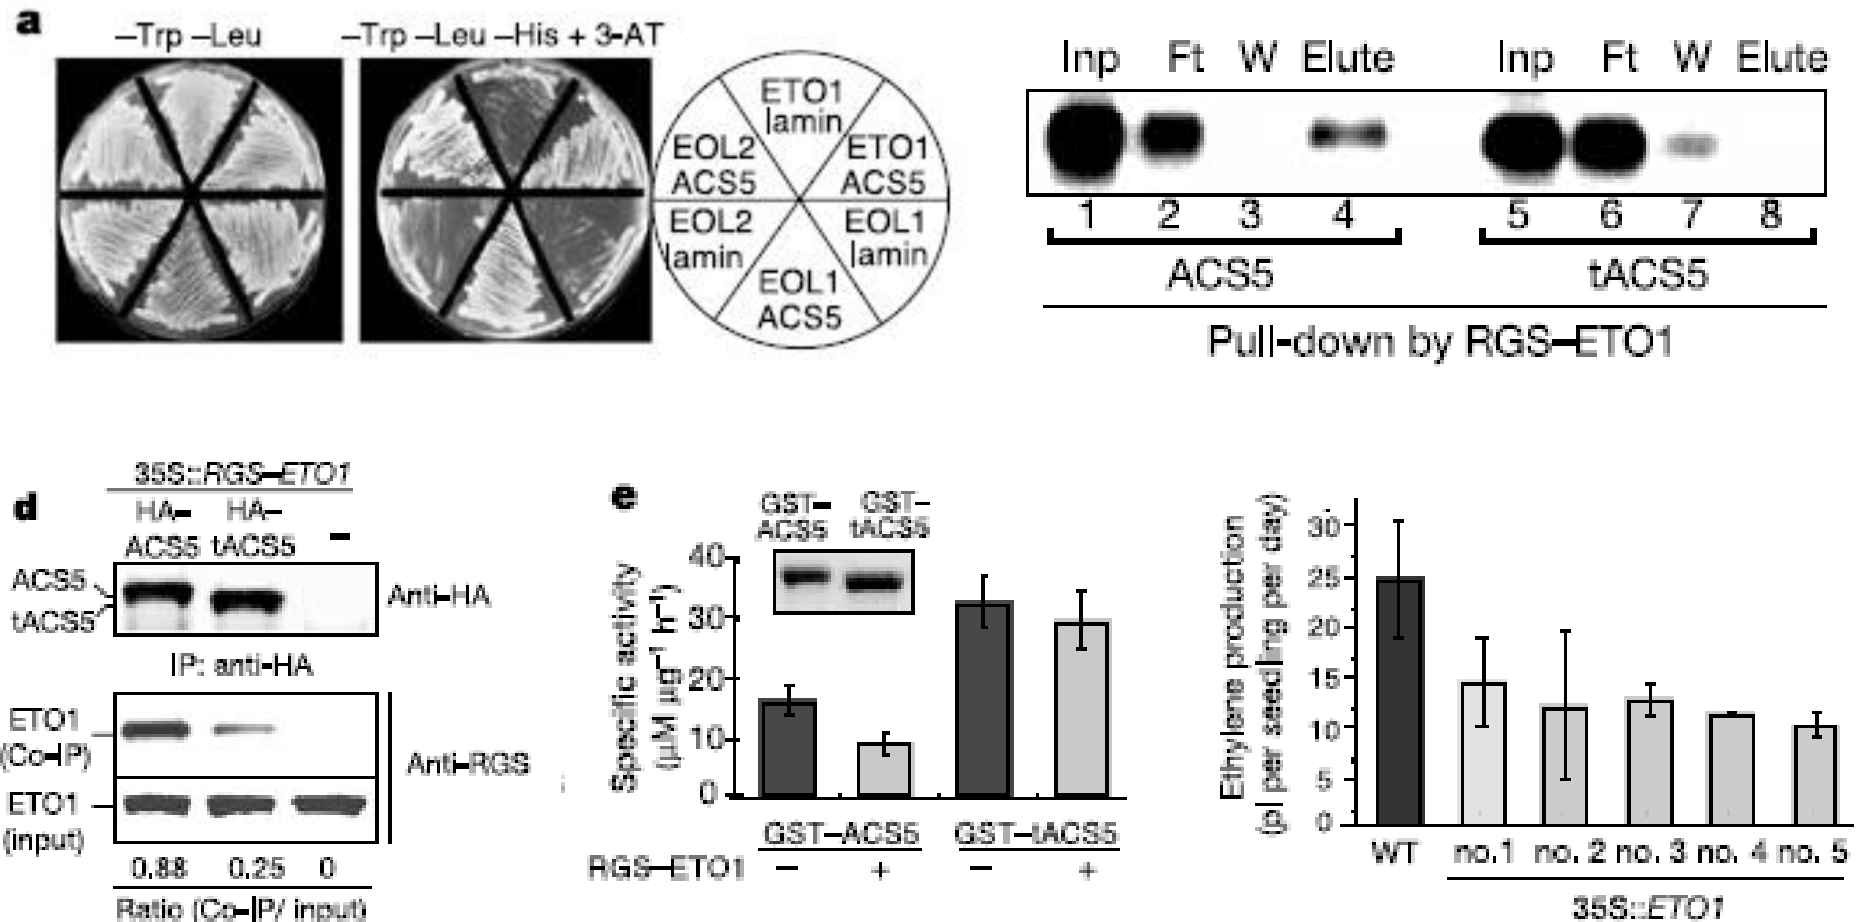 a
–Trp –Leu
–Trp –Leu –His + 3-AT
ETO1
lamin
EOL2
ACS5
ETO1
ACS5
EOL2
lamin
EOL1
lamin
EOL1
ACS5
Inp Ft W Elute Inp Ft W Elute
1 2 3 4 5 6 7 8
ACS5 tACS5
Pull-down by RGS–ETO1
d
35S::RGS–ETO1
HA– HA–
ACS5 tACS5 –
ACS5
tACS5
Anti–HA
IP: anti-HA
ETO1
(Co–IP)
Anti–RGS
ETO1
(input)
0.88 0.25 0
Ratio (Co–IP/ input)
e
GST– GST–
ACS5 tACS5
Specific activity
(µM µg⁻¹ h⁻¹)
40
30
20
10
0
GST–ACS5 GST–tACS5
RGS–ETO1 – + – +
Ethylene production
(pl per seedling per day)
30
25
20
15
10
5
0
WT no.1 no. 2 no. 3 no. 4 no. 5
35S::ETO1